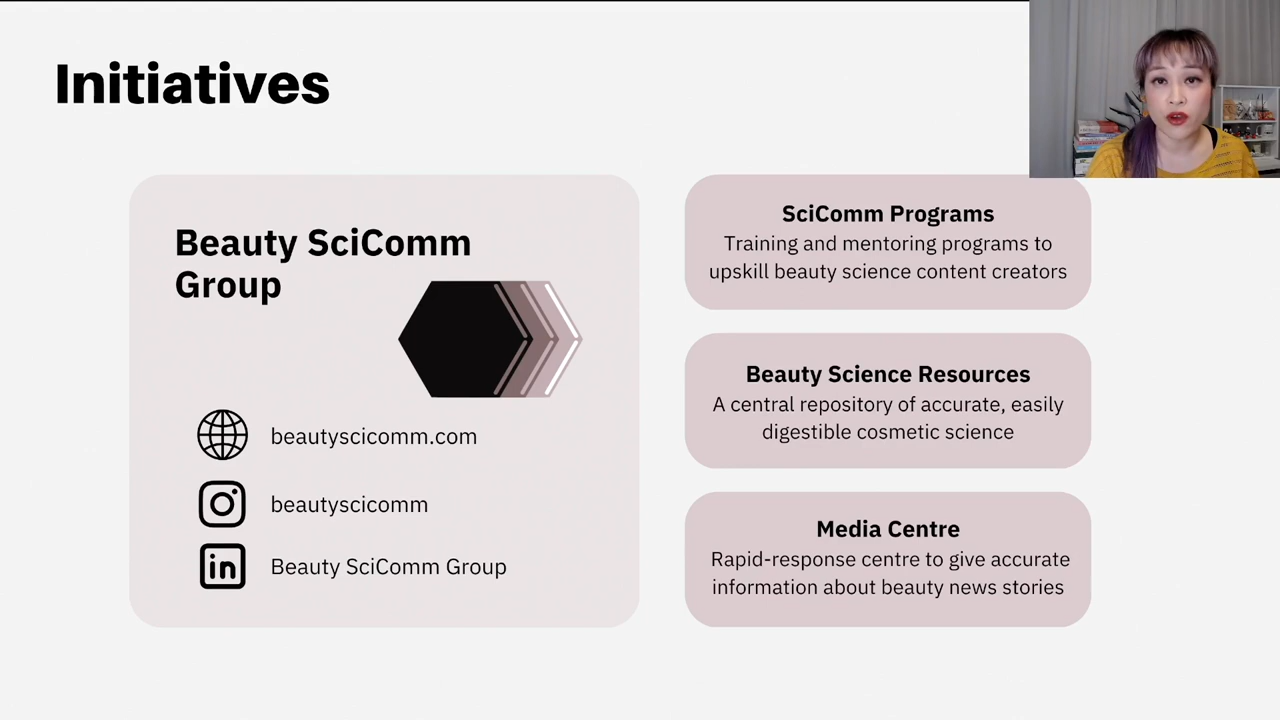 Initiatives
Beauty SciComm
Group
beautyscicomm.com
beautyscicomm
in
Beauty SciComm Group
SciComm Programs
Training and mentoring programs to
upskill beauty science content creators
Beauty Science Resources
A central repository of accurate, easily
digestible cosmetic science
Media Centre
Rapid-response centre to give accurate
information about beauty news stories